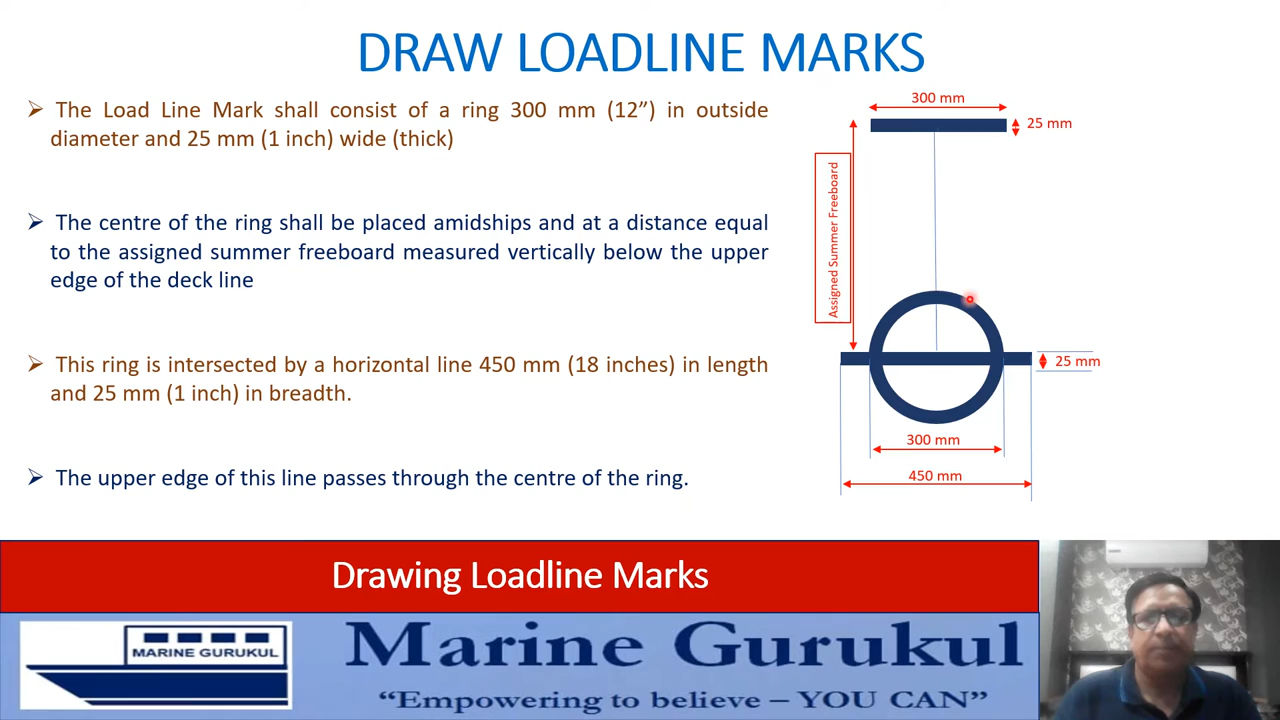 DRAW LOADLINE MARKS
➢ The Load Line Mark shall consist of a ring 300 mm (12”) in outside
diameter and 25 mm (1 inch) wide (thick)
➢ The centre of the ring shall be placed amidships and at a distance equal
to the assigned summer freeboard measured vertically below the upper
edge of the deck line
➢ This ring is intersected by a horizontal line 450 mm (18 inches) in length
and 25 mm (1 inch) in breadth.
➢ The upper edge of this line passes through the centre of the ring.
300 mm
25 mm
Assigned Summer Freeboard
25 mm
300 mm
450 mm
Drawing Loadline Marks
MARINE GURUKUL
Marine Gurukul
“Empowering to believe – YOU CAN”